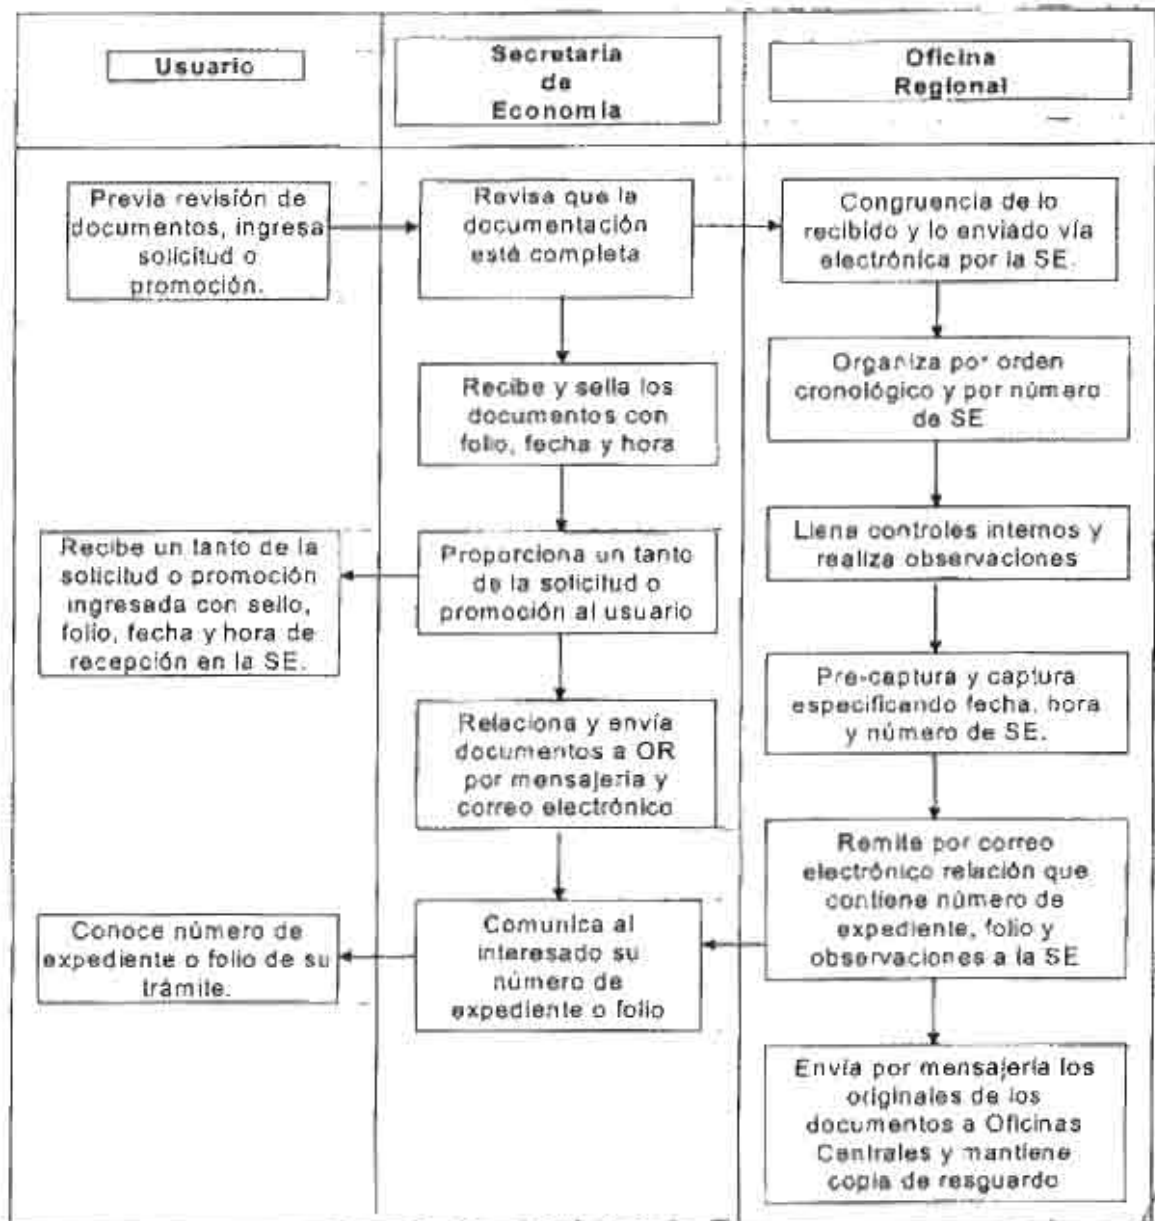 Usuario
Secretaría
de
Economía
Oficina
Regional
Previa revisión de
documentos, ingresa
solicitud o
promoción.
Revisa que la
documentación
está completa
Congruencia de lo
recibido y lo enviado vía
electrónica por la SE.
Recibe y sella los
documentos con
folio, fecha y hora
Organiza por orden
cronológico y por número
de SE
Recibe un tanto de la
solicitud o promoción
ingresada con sello,
folio, fecha y hora de
recepción en la SE.
Proporciona un tanto
de la solicitud o
promoción al usuario
Llena controles internos y
realiza observaciones
Relaciona y envía
documentos a OR
por mensajería y
correo electrónico
Pre-captura y captura
especificando fecha, hora
y número de SE.
Conoce número de
expediente o folio de su
trámite.
Comunica al
interesado su
número de
expediente o folio
Remite por correo
electrónico relación que
contiene número de
expediente, folio y
observaciones a la SE
Envía por mensajería los
originales de los
documentos a Oficinas
Centrales y mantiene
copia de resguardo